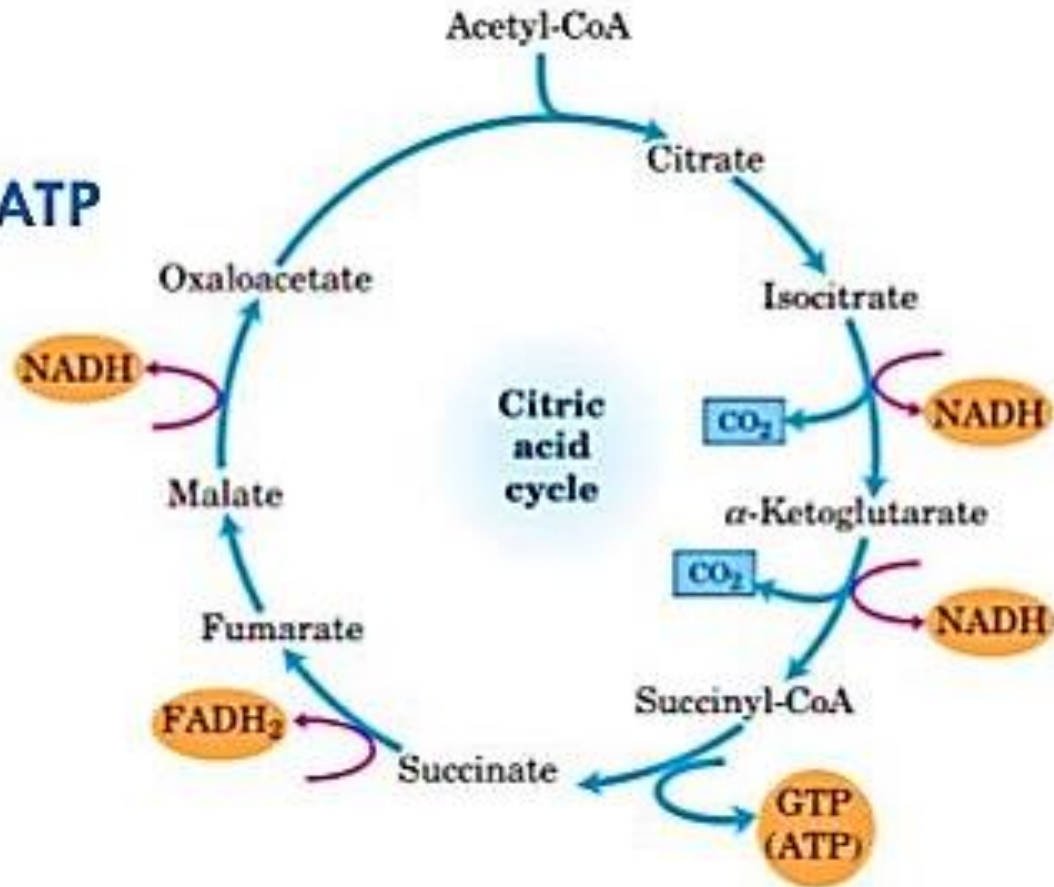 Acetyl-CoA
Citrate
ATP
Oxaloacetate
Isocitrate
NADH
Citric
acid
cycle
CO₂
NADH
Malate
α-Ketoglutarate
CO₂
Fumarate
NADH
Succinyl-CoA
FADH₂
Succinate
GTP
(ATP)